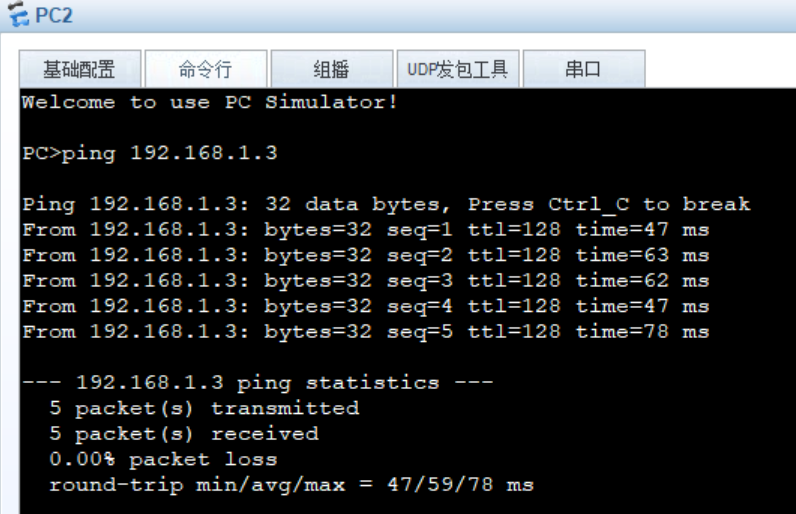 PC2
基础配置 命令行 组播 UDP发包工具 串口
Welcome to use PC Simulator!
PC>ping 192.168.1.3
Ping 192.168.1.3: 32 data bytes, Press Ctrl_C to break
From 192.168.1.3: bytes=32 seq=1 ttl=128 time=47 ms
From 192.168.1.3: bytes=32 seq=2 ttl=128 time=63 ms
From 192.168.1.3: bytes=32 seq=3 ttl=128 time=62 ms
From 192.168.1.3: bytes=32 seq=4 ttl=128 time=47 ms
From 192.168.1.3: bytes=32 seq=5 ttl=128 time=78 ms
--- 192.168.1.3 ping statistics ---
5 packet(s) transmitted
5 packet(s) received
0.00% packet loss
round-trip min/avg/max = 47/59/78 ms